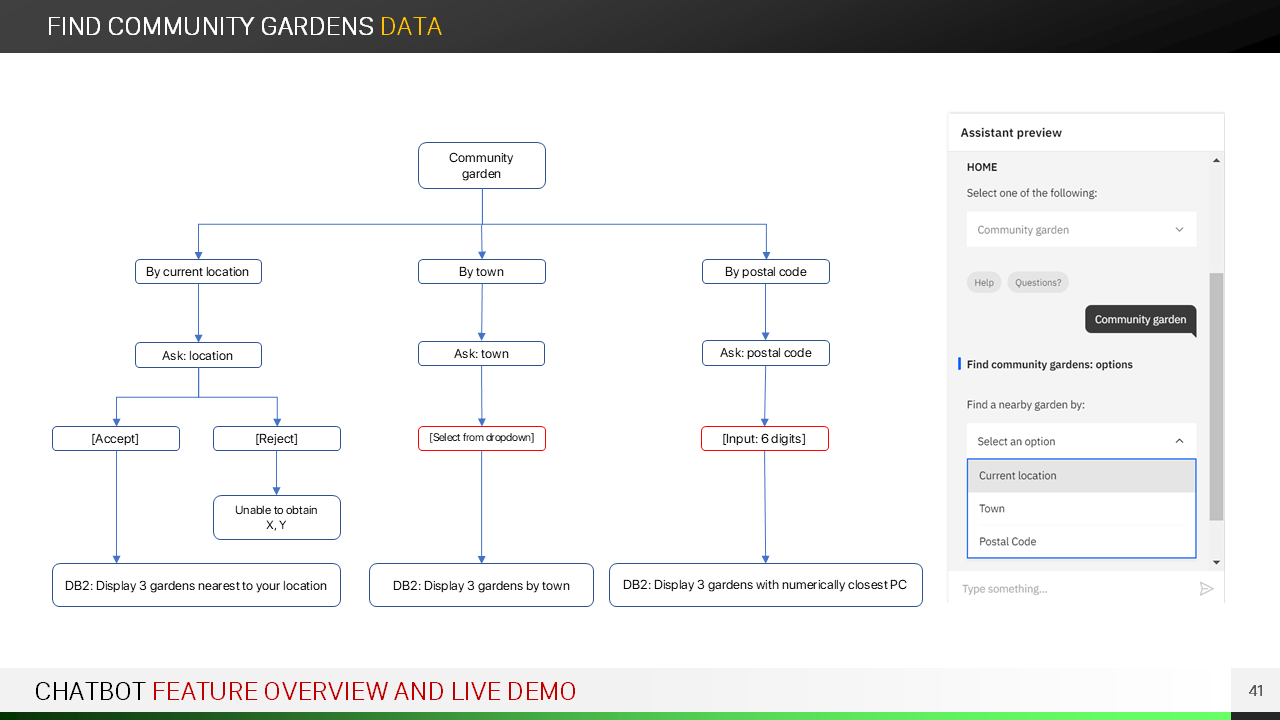 FIND COMMUNITY GARDENS DATA
Community
garden
By current location
By town
By postal code
Ask: location
Ask: town
Ask: postal code
[Accept]
[Reject]
[Select from dropdown]
[Input: 6 digits]
Unable to obtain
X, Y
DB2: Display 3 gardens nearest to your location
DB2: Display 3 gardens by town
DB2: Display 3 gardens with numerically closest PC
Assistant preview
HOME
Select one of the following:
Community garden
Help
Questions?
Community garden
Find community gardens: options
Find a nearby garden by:
Select an option
Current location
Town
Postal Code
Type something...
CHATBOT FEATURE OVERVIEW AND LIVE DEMO
41